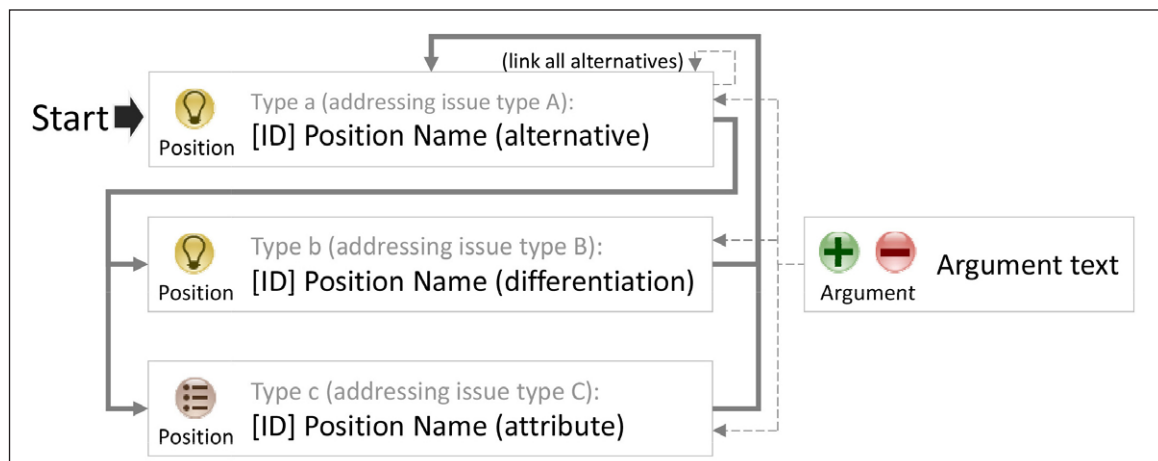 (link all alternatives)
Start
Type a (addressing issue type A):
[ID] Position Name (alternative)
Position
Type b (addressing issue type B):
[ID] Position Name (differentiation)
Position
Argument text
Argument
Type c (addressing issue type C):
[ID] Position Name (attribute)
Position